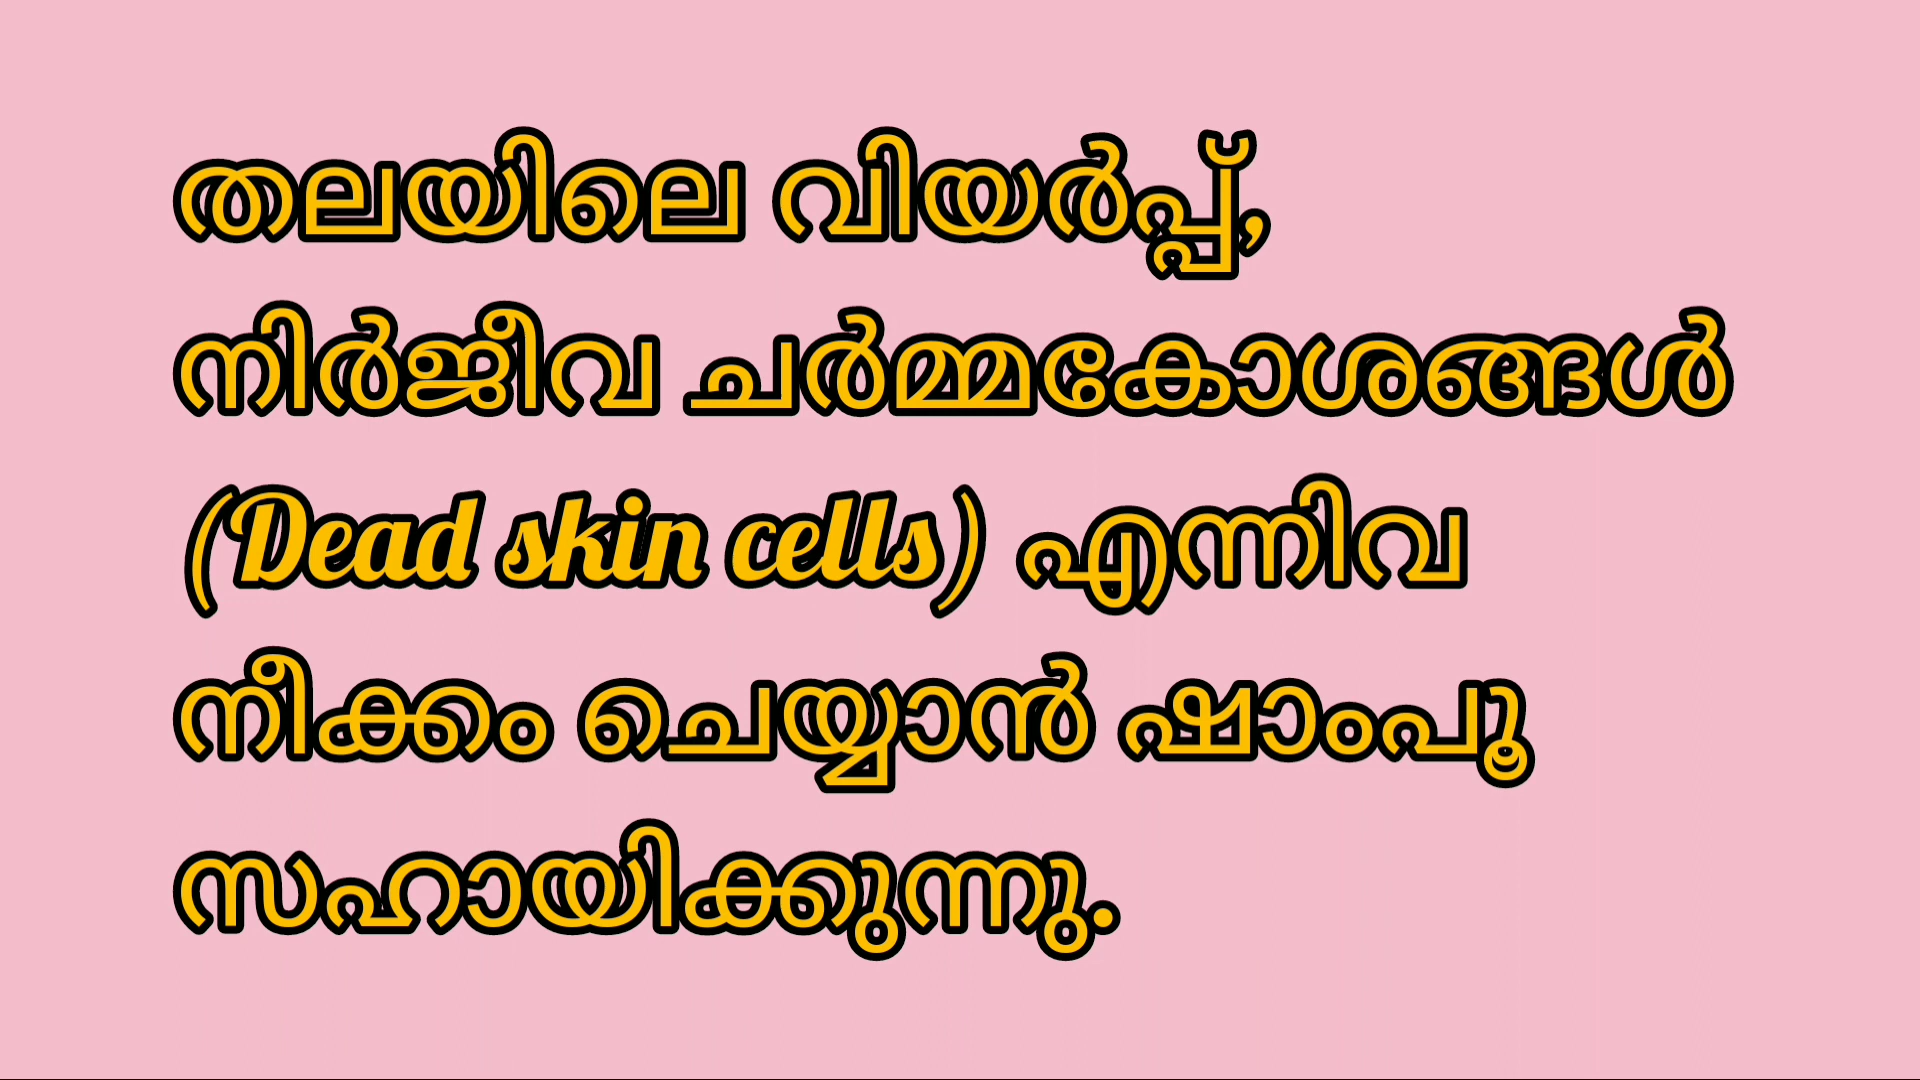 തലയിലെ വിയർപ്പ്,
നിർജീവ ചർമ്മകോശങ്ങൾ
(Dead skin cells) എന്നിവ
നീക്കം ചെയ്യാൻ ഷാംപൂ
സഹായിക്കുന്നു.